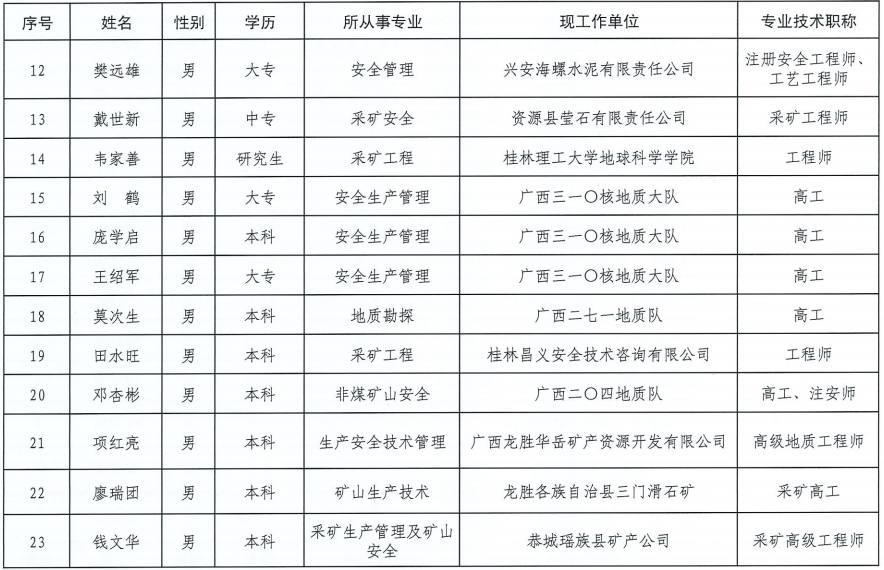 序号 姓名 性别 学历 所从事专业 现工作单位 专业技术职称
12 樊远雄 男 大专 安全管理 兴安海螺水泥有限责任公司 注册安全工程师、
工艺工程师
13 戴世新 男 中专 采矿安全 资源县莹石有限责任公司 采矿工程师
14 韦家善 男 研究生 采矿工程 桂林理工大学地球科学学院 工程师
15 刘 鹤 男 大专 安全生产管理 广西三一〇核地质大队 高工
16 庞学启 男 本科 安全生产管理 广西三一〇核地质大队 高工
17 王绍军 男 大专 安全生产管理 广西三一〇核地质大队 高工
18 莫次生 男 本科 地质勘探 广西二七一地质队 高工
19 田水旺 男 本科 采矿工程 桂林昌义安全技术咨询有限公司 工程师
20 邓杏彬 男 本科 非煤矿山安全 广西二〇四地质队 高工、注安师
21 项红亮 男 本科 生产安全技术管理 广西龙胜华岳矿产资源开发有限公司 高级地质工程师
22 廖瑞团 男 本科 矿山生产技术 龙胜各族自治县三门滑石矿 采矿高工
23 钱文华 男 本科 采矿生产管理及矿山
安全 恭城瑶族县矿产公司 采矿高级工程师